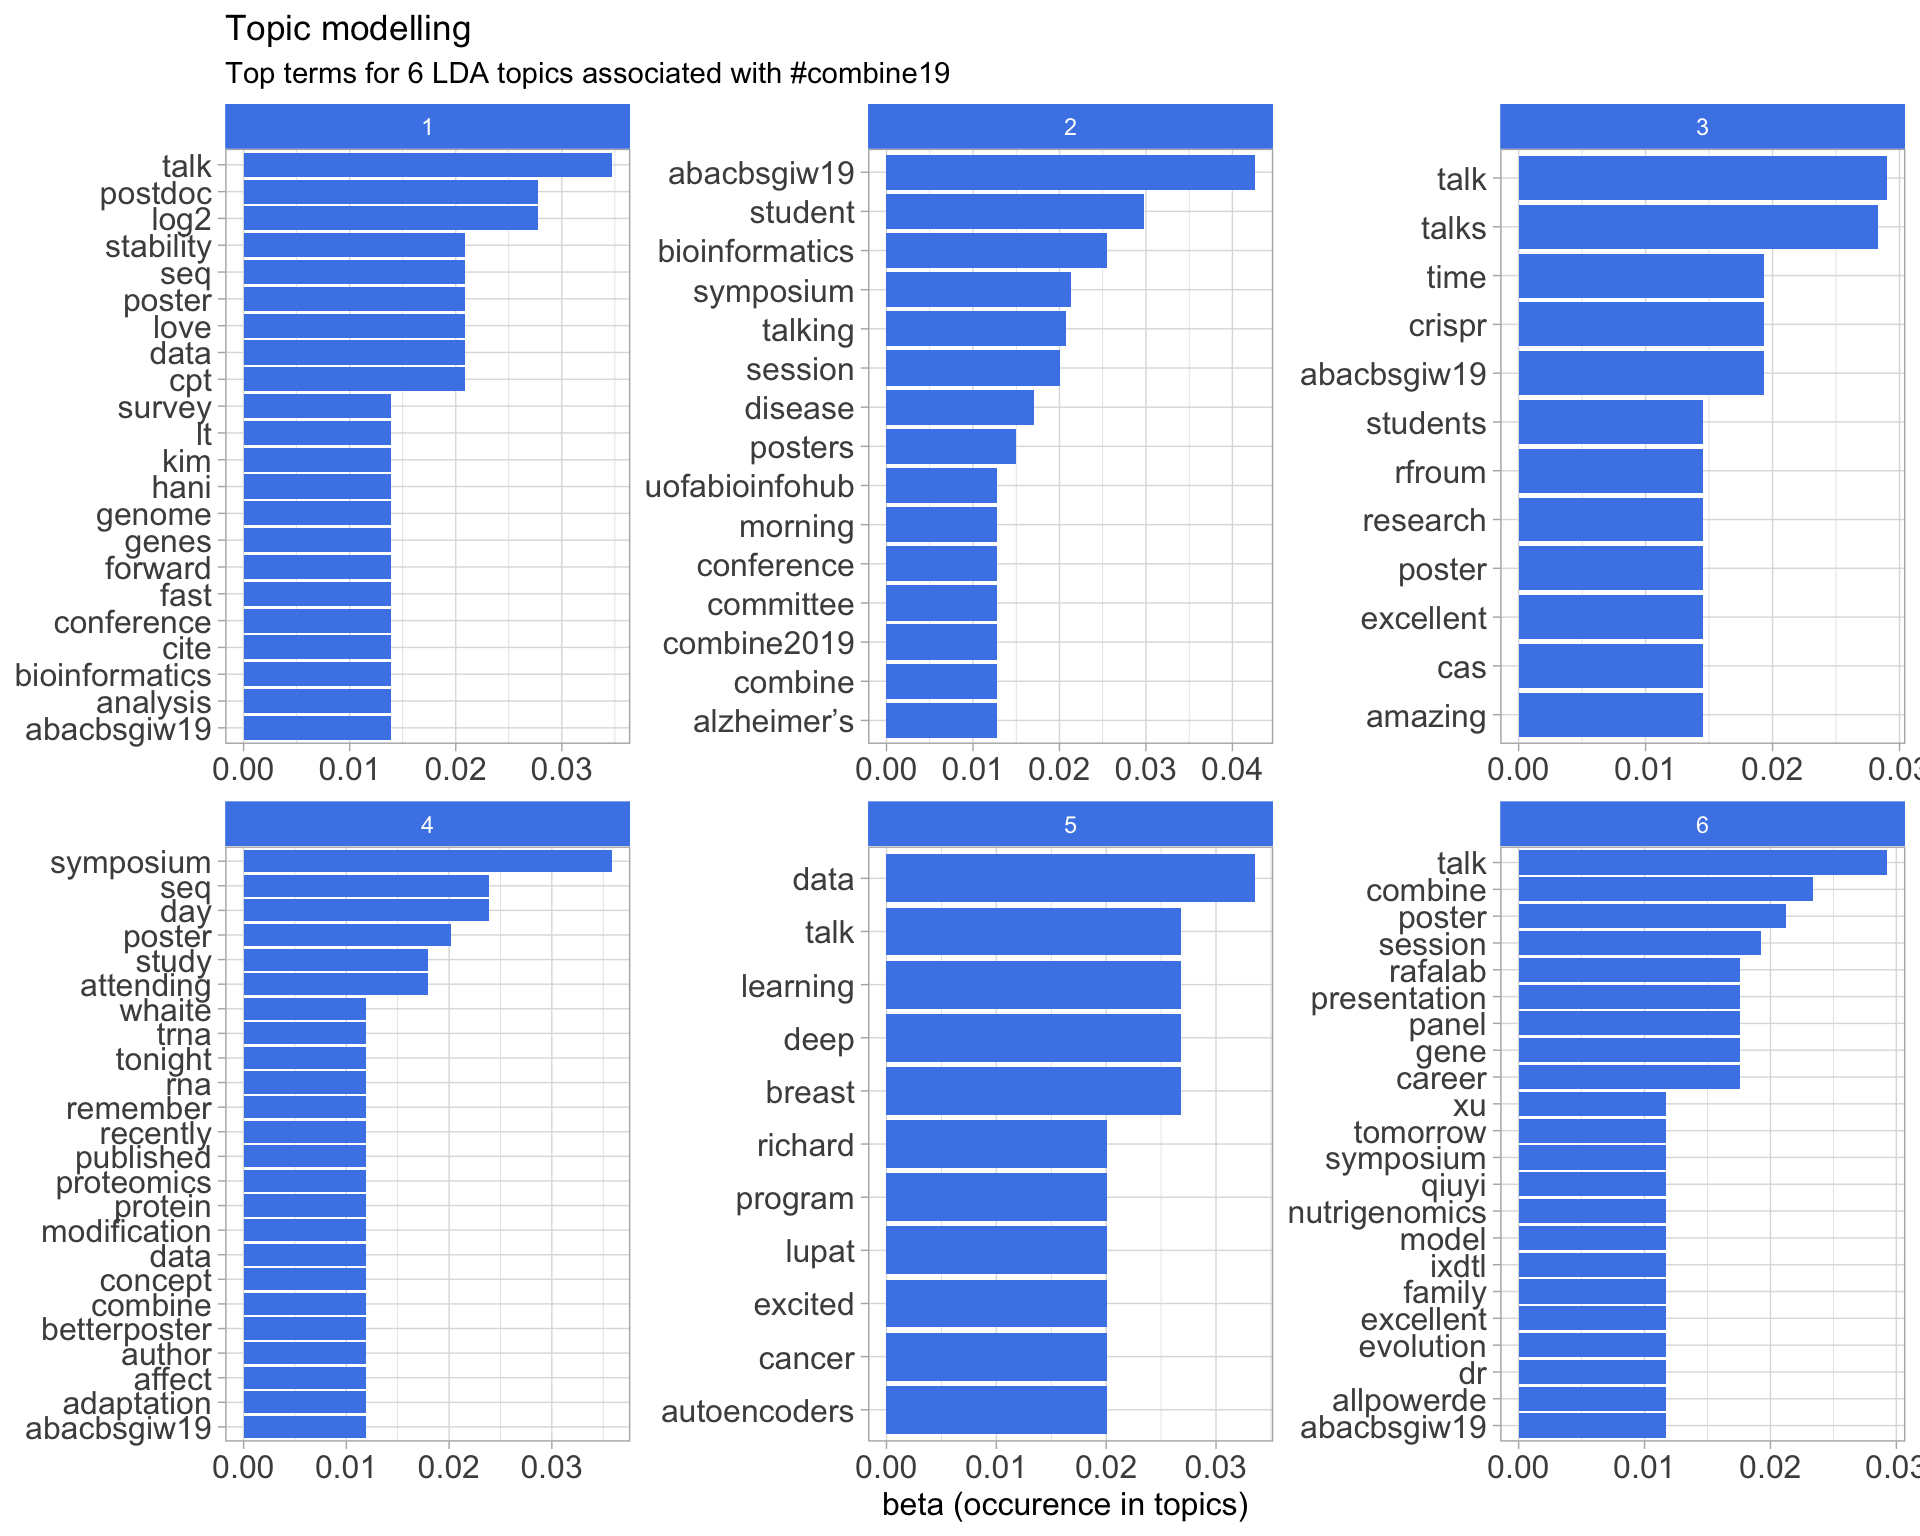 Topic modelling
Top terms for 6 LDA topics associated with #combine19
1
talk
postdoc
log2
stability
seq
poster
love
data
cpt
survey
lt
kim
hani
genome
genes
forward
fast
conference
cite
bioinformatics
analysis
abacbsgiw19
0.00 0.01 0.02 0.03
2
abacbsgiw19
student
bioinformatics
symposium
talking
session
disease
posters
uofabioinfohub
morning
conference
committee
combine2019
combine
alzheimer’s
0.00 0.01 0.02 0.03 0.04
3
talk
talks
time
crispr
abacbsgiw19
students
rfroum
research
poster
excellent
cas
amazing
0.00 0.01 0.02 0.03
4
symposium
seq
day
poster
study
attending
whaite
trna
tonight
rna
remember
recently
published
proteomics
protein
modification
data
concept
combine
betterposter
author
affect
adaptation
abacbsgiw19
0.00 0.01 0.02 0.03
5
data
talk
learning
deep
breast
richard
program
lupat
excited
cancer
autoencoders
0.00 0.01 0.02 0.03
6
talk
combine
poster
session
rafalab
presentation
panel
gene
career
xu
tomorrow
symposium
qiuyi
nutrigenomics
model
ixdtl
family
excellent
evolution
dr
allpowerde
abacbsgiw19
0.00 0.01 0.02 0.03
beta (occurence in topics)